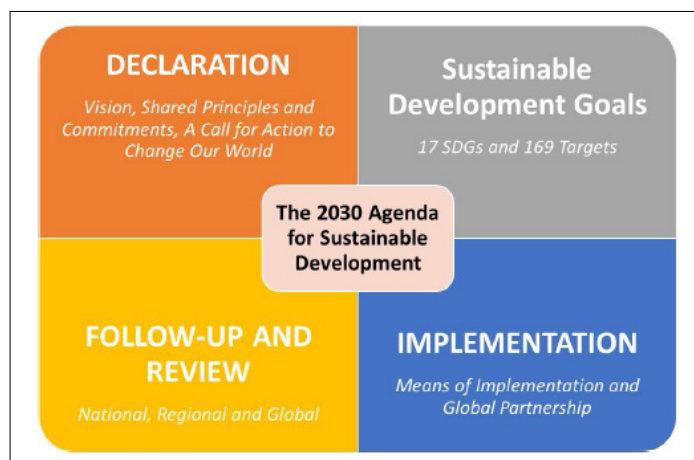 DECLARATION
Vision, Shared Principles and
Commitments, A Call for Action to
Change Our World
Sustainable
Development Goals
17 SDGs and 169 Targets
The 2030 Agenda
for Sustainable
Development
FOLLOW-UP AND
REVIEW
National, Regional and Global
IMPLEMENTATION
Means of Implementation and
Global Partnership